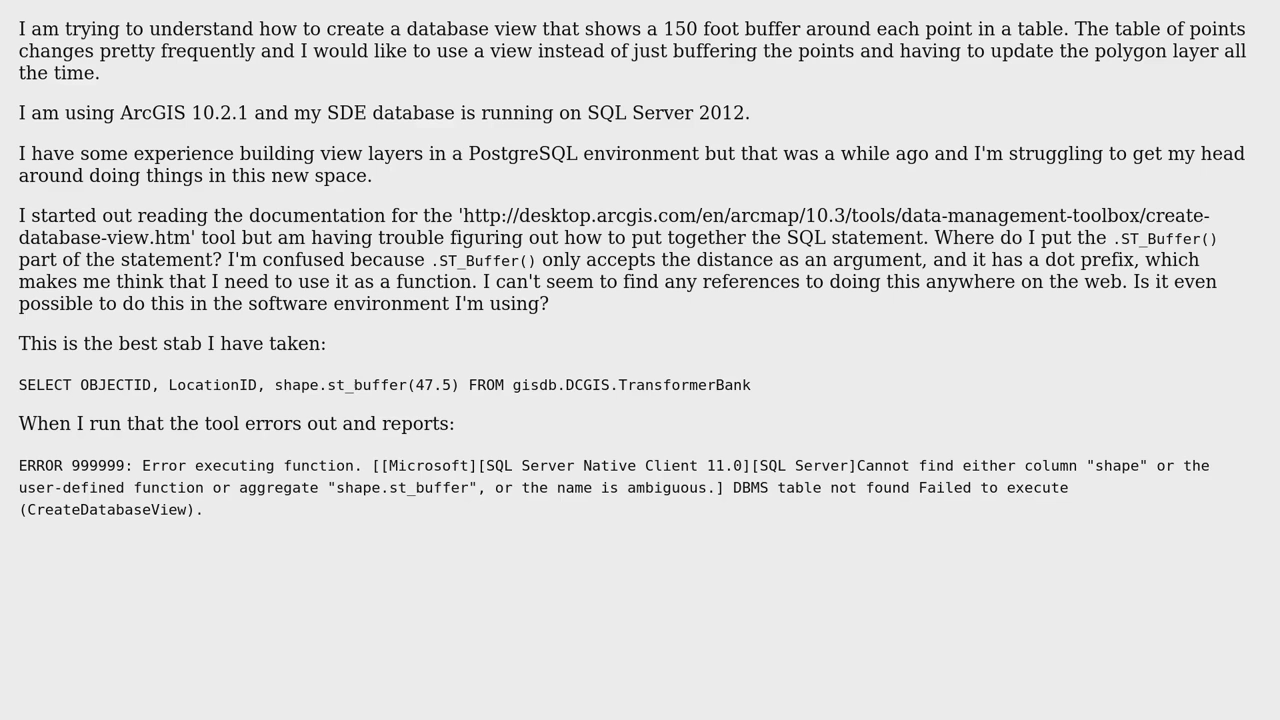 I am trying to understand how to create a database view that shows a 150 foot buffer around each point in a table. The table of points
changes pretty frequently and I would like to use a view instead of just buffering the points and having to update the polygon layer all
the time.
I am using ArcGIS 10.2.1 and my SDE database is running on SQL Server 2012.
I have some experience building view layers in a PostgreSQL environment but that was a while ago and I'm struggling to get my head
around doing things in this new space.
I started out reading the documentation for the 'http://desktop.arcgis.com/en/arcmap/10.3/tools/data-management-toolbox/create-
database-view.htm' tool but am having trouble figuring out how to put together the SQL statement. Where do I put the .ST_Buffer()
part of the statement? I'm confused because .ST_Buffer() only accepts the distance as an argument, and it has a dot prefix, which
makes me think that I need to use it as a function. I can't seem to find any references to doing this anywhere on the web. Is it even
possible to do this in the software environment I'm using?
This is the best stab I have taken:
SELECT OBJECTID, LocationID, shape.st_buffer(47.5) FROM gisdb.DCGIS.TransformerBank
When I run that the tool errors out and reports:
ERROR 999999: Error executing function. [[Microsoft][SQL Server Native Client 11.0][SQL Server]Cannot find either column "shape" or the
user-defined function or aggregate "shape.st_buffer", or the name is ambiguous.] DBMS table not found Failed to execute
(CreateDatabaseView).